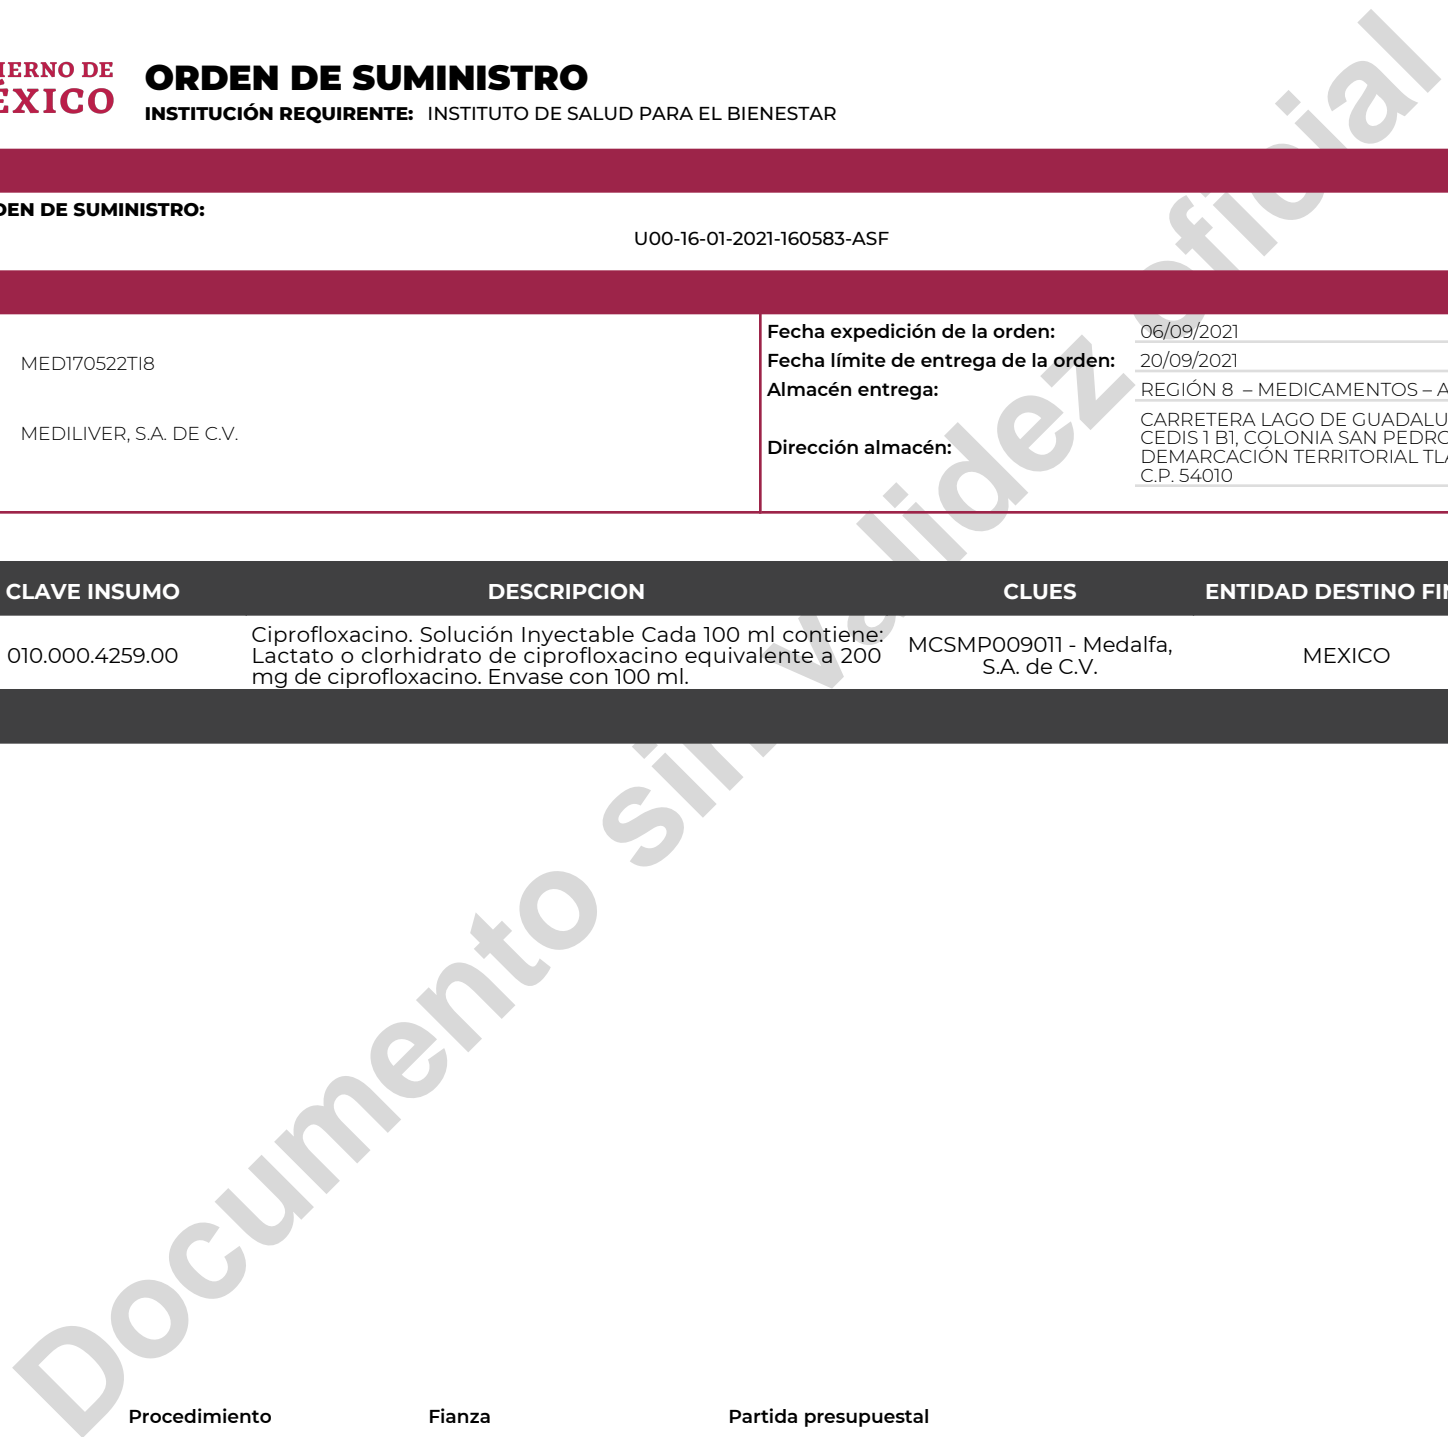 IERNO DE
ÉXICO
ORDEN DE SUMINISTRO
INSTITUCIÓN REQUIRENTE: INSTITUTO DE SALUD PARA EL BIENESTAR
DEN DE SUMINISTRO:
U00-16-01-2021-160583-ASF
MED170522TI8
MEDILIVER, S.A. DE C.V.
Fecha expedición de la orden: 06/09/2021
Fecha límite de entrega de la orden: 20/09/2021
Almacén entrega: REGIÓN 8 – MEDICAMENTOS – A
Dirección almacén: CARRETERA LAGO DE GUADALU
CEDIS 1 B1, COLONIA SAN PEDRO
DEMARCACIÓN TERRITORIAL TLA
C.P. 54010
CLAVE INSUMO DESCRIPCION CLUES ENTIDAD DESTINO FIN
010.000.4259.00
Ciprofloxacino. Solución Inyectable Cada 100 ml contiene:
Lactato o clorhidrato de ciprofloxacino equivalente a 200
mg de ciprofloxacino. Envase con 100 ml.
MCSMP009011 - Medalfa,
S.A. de C.V.
MEXICO
Documento sin validez oficial
Procedimiento Fianza Partida presupuestal